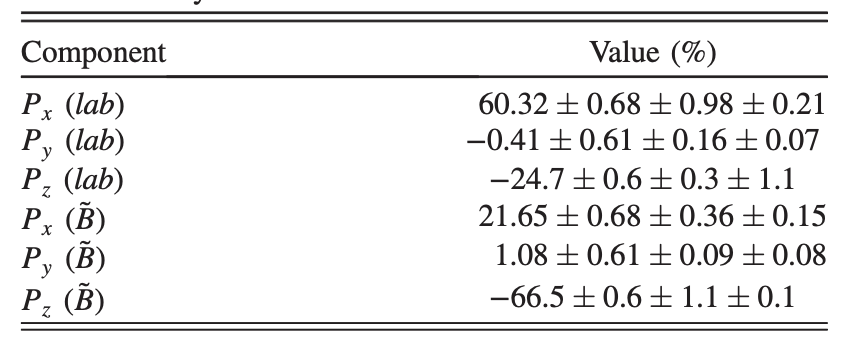 Component Value (%)
Pₓ (lab) 60.32 ± 0.68 ± 0.98 ± 0.21
P_y (lab) −0.41 ± 0.61 ± 0.16 ± 0.07
P_z (lab) −24.7 ± 0.6 ± 0.3 ± 1.1
Pₓ (B̃) 21.65 ± 0.68 ± 0.36 ± 0.15
P_y (B̃) 1.08 ± 0.61 ± 0.09 ± 0.08
P_z (B̃) −66.5 ± 0.6 ± 1.1 ± 0.1